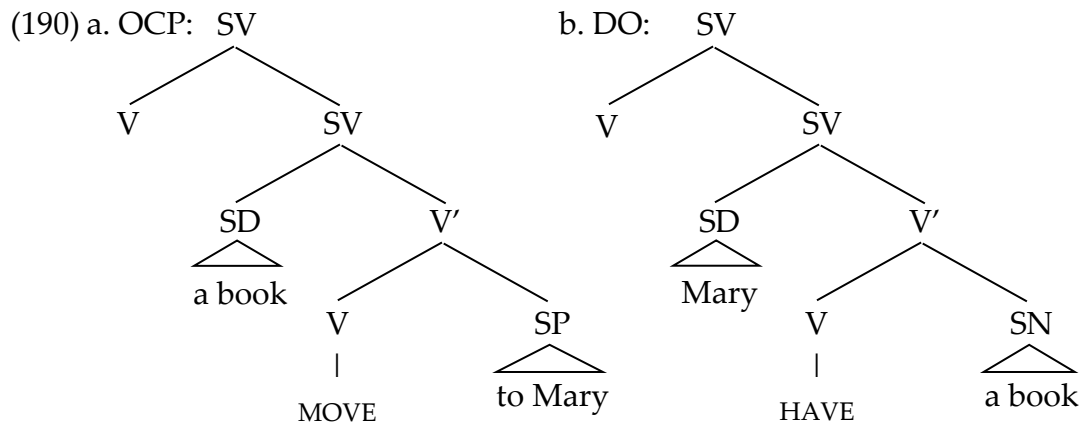 (190) a. OCP: SV b. DO: SV
V SV V SV
SD V' SD V'
a book Mary
V SP V SN
MOVE to Mary HAVE a book